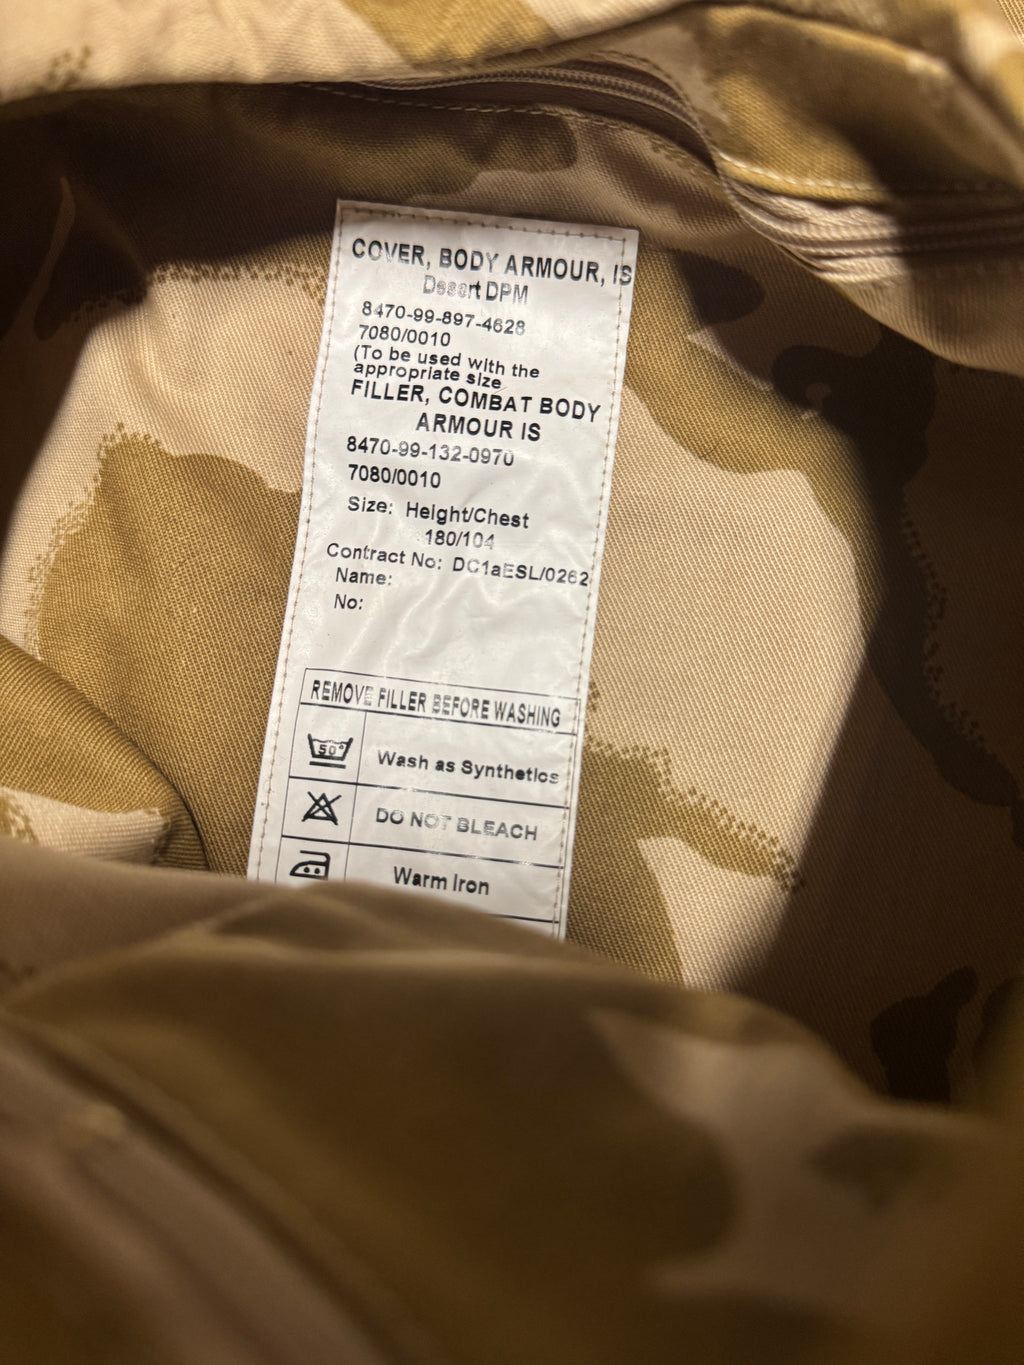 COVER, BODY ARMOUR, IS
Desert DPM
8470-99-897-4628
7080/0010
(To be used with the
appropriate size
FILLER, COMBAT BODY
ARMOUR IS
8470-99-132-0970
7080/0010
Size: Height/Chest
180/104
Contract No: DC1aESL/0262
Name:
No:
REMOVE FILLER BEFORE WASHING
50°
Wash as Synthetics
DO NOT BLEACH
Warm Iron